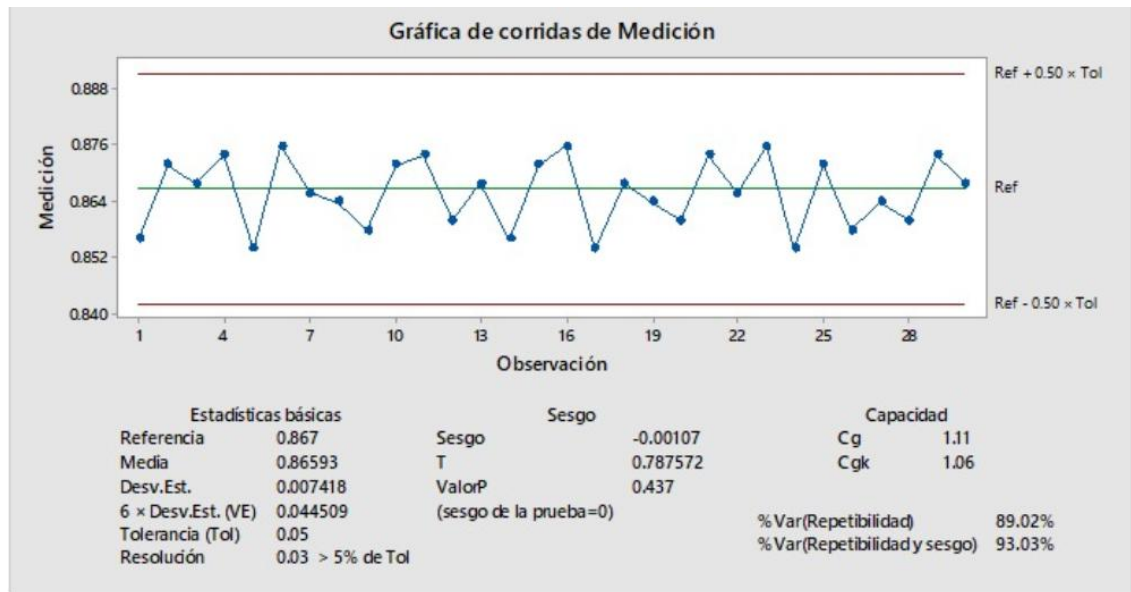 Gráfica de corridas de Medición
Ref + 0.50 × Tol
Ref
Ref - 0.50 × Tol
Medición
0.888
0.876
0.864
0.852
0.840
1 4 7 10 13 16 19 22 25 28
Observación
Estadísticas básicas
Referencia 0.867
Media 0.86593
Desv.Est. 0.007418
6 × Desv.Est. (VE) 0.044509
Tolerancia (Tol) 0.05
Resolución 0.03 > 5% de Tol
Sesgo
Sesgo -0.00107
T 0.787572
ValorP 0.437
(sesgo de la prueba=0)
Capacidad
Cg 1.11
Cgk 1.06
%Var(Repetibilidad) 89.02%
%Var(Repetibilidad y sesgo) 93.03%